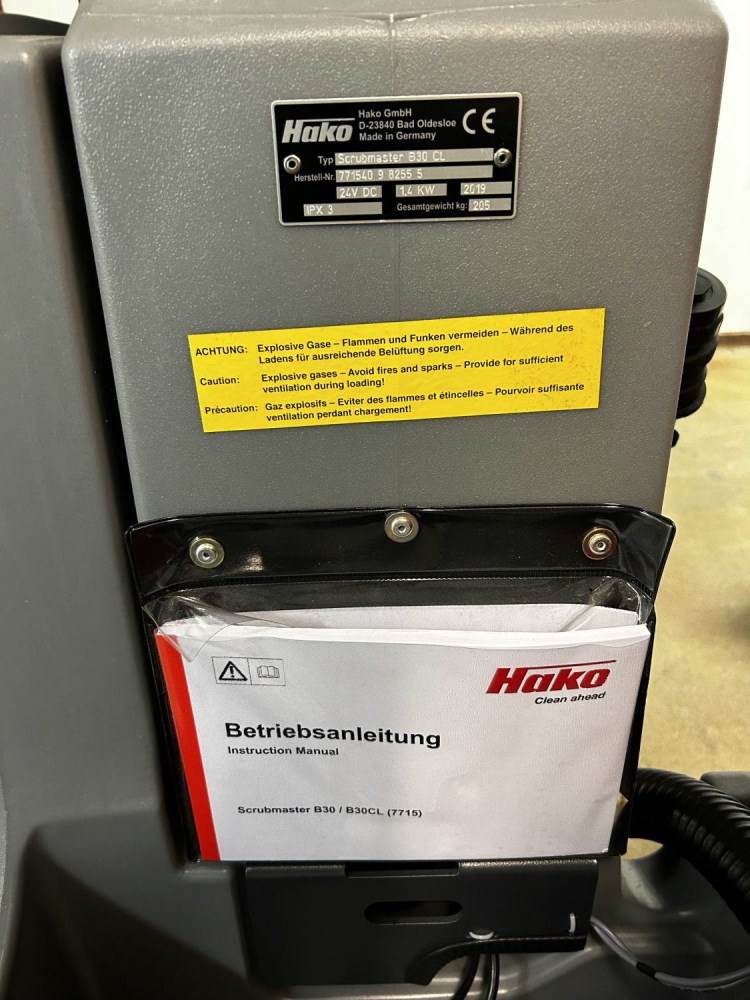 Hako
Hako GmbH
D-23840 Bad Oldesloe
Made in Germany
CE
Typ Scrubmaster B30 CL
Herstell-Nr. 771540 9 8255 5
24V DC 1,4 KW 2019
IPX 3 Gesamtgewicht kg: 205
ACHTUNG: Explosive Gase – Flammen und Funken vermeiden – Während des
Ladens für ausreichende Belüftung sorgen.
Caution: Explosive gases – Avoid fires and sparks – Provide for sufficient
ventilation during loading!
Précaution: Gaz explosifs – Eviter des flammes et étincelles – Pourvoir suffisante
ventilation perdant chargement!
Hako
Clean ahead
Betriebsanleitung
Instruction Manual
Scrubmaster B30 / B30CL (7715)